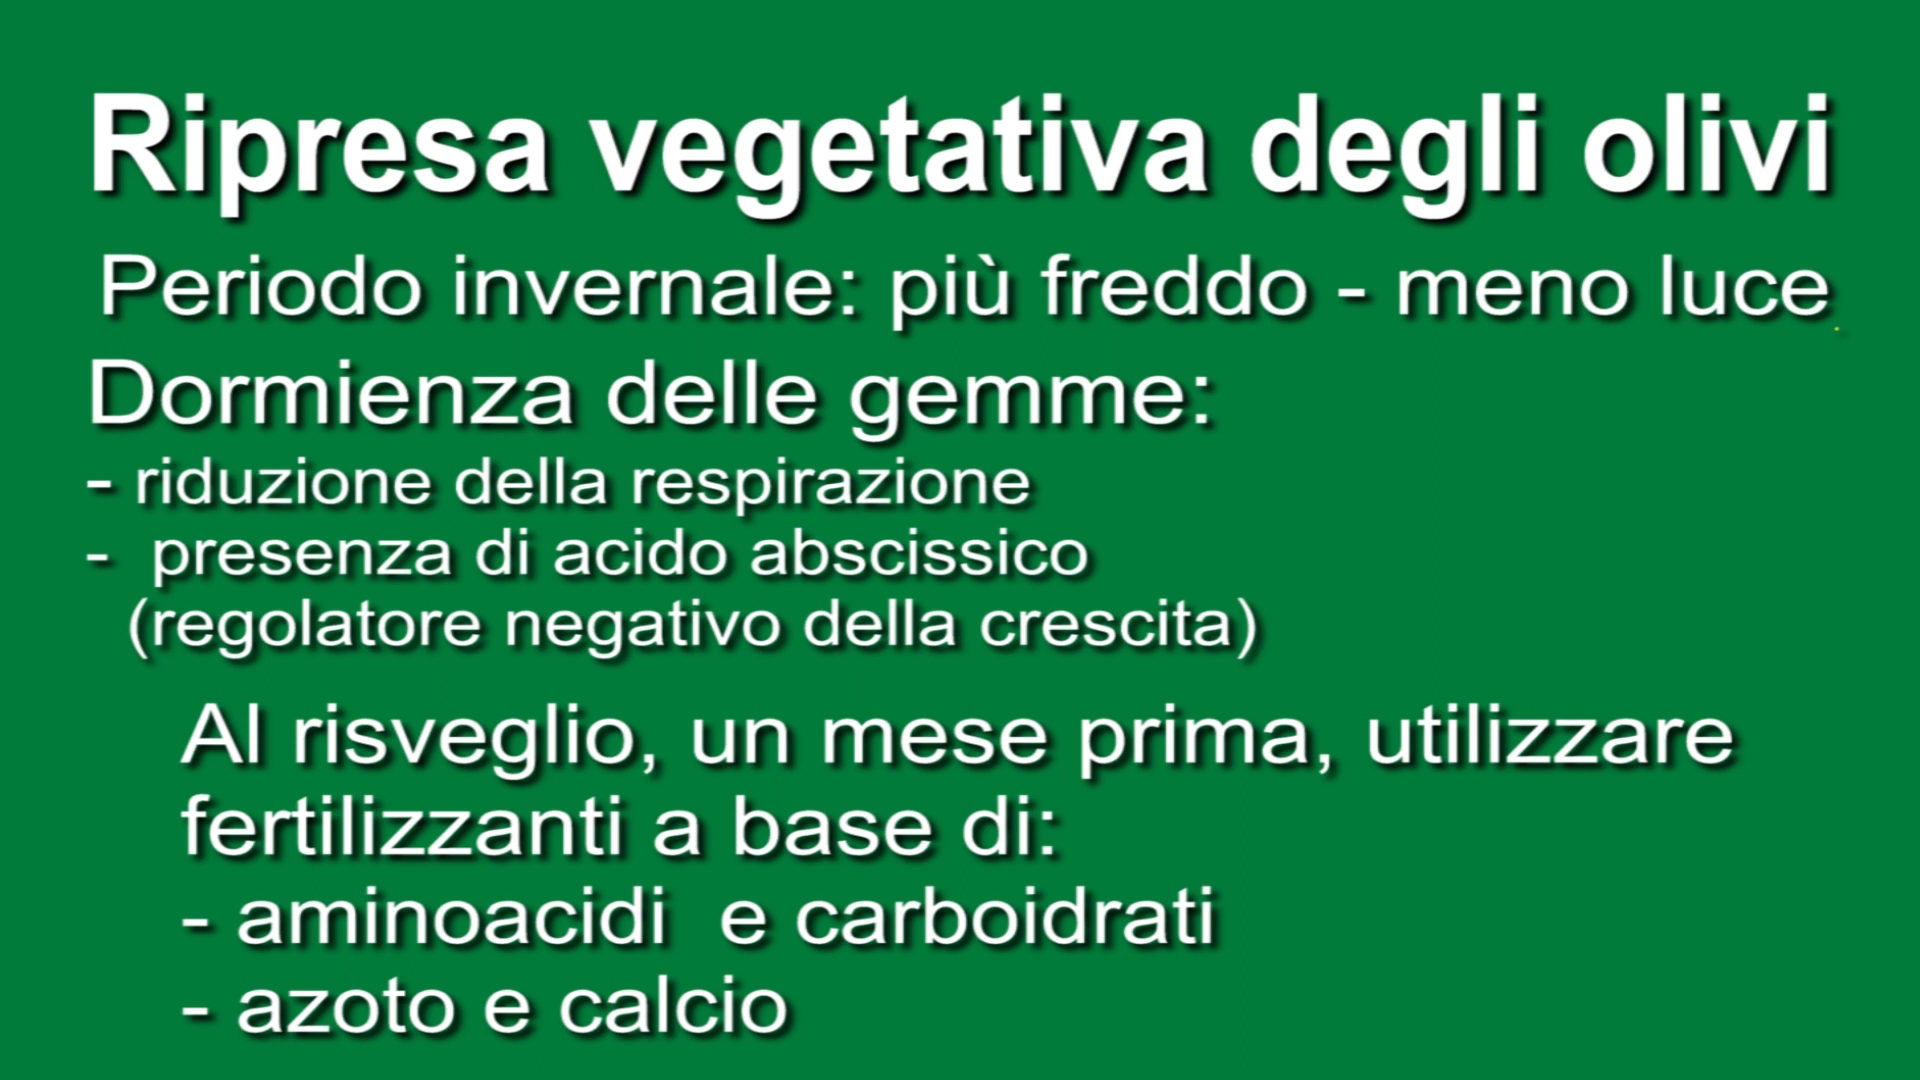 Ripresa vegetativa degli olivi
Periodo invernale: più freddo - meno luce
Dormienza delle gemme:
- riduzione della respirazione
- presenza di acido abscissico
(regolatore negativo della crescita)
Al risveglio, un mese prima, utilizzare
fertilizzanti a base di:
- aminoacidi e carboidrati
- azoto e calcio